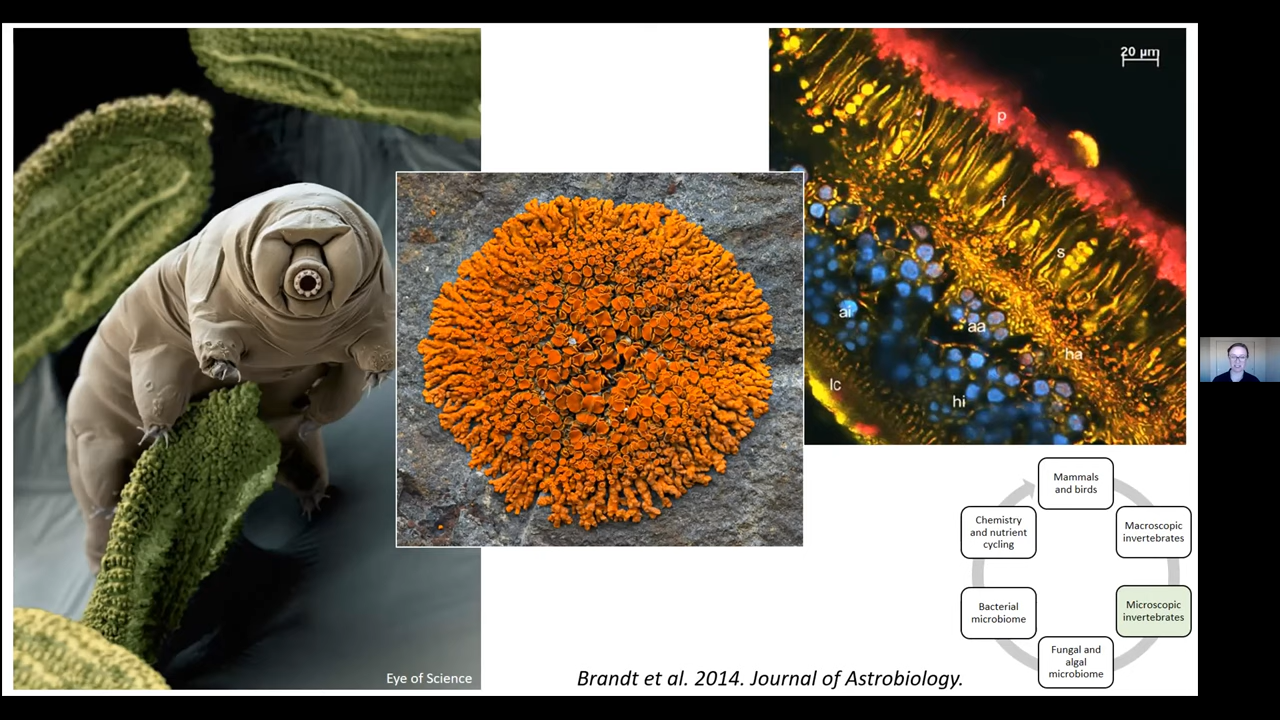 20 µm
p
f
s
ai
aa
ha
lc
hi
Eye of Science
Mammals
and birds
Macroscopic
invertebrates
Microscopic
invertebrates
Fungal and
algal
microbiome
Bacterial
microbiome
Chemistry
and nutrient
cycling
Brandt et al. 2014. Journal of Astrobiology.